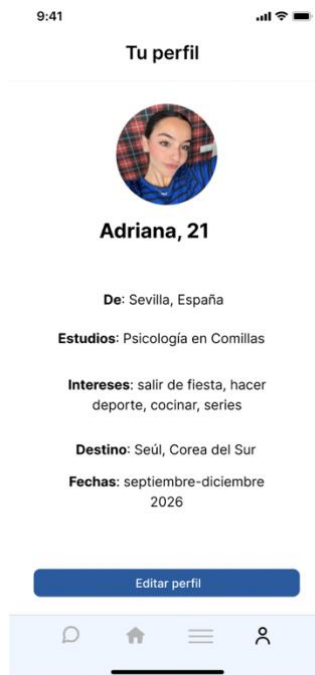 9:41
Tu perfil
Adriana, 21
De: Sevilla, España
Estudios: Psicología en Comillas
Intereses: salir de fiesta, hacer
deporte, cocinar, series
Destino: Seúl, Corea del Sur
Fechas: septiembre-diciembre
2026
Editar perfil